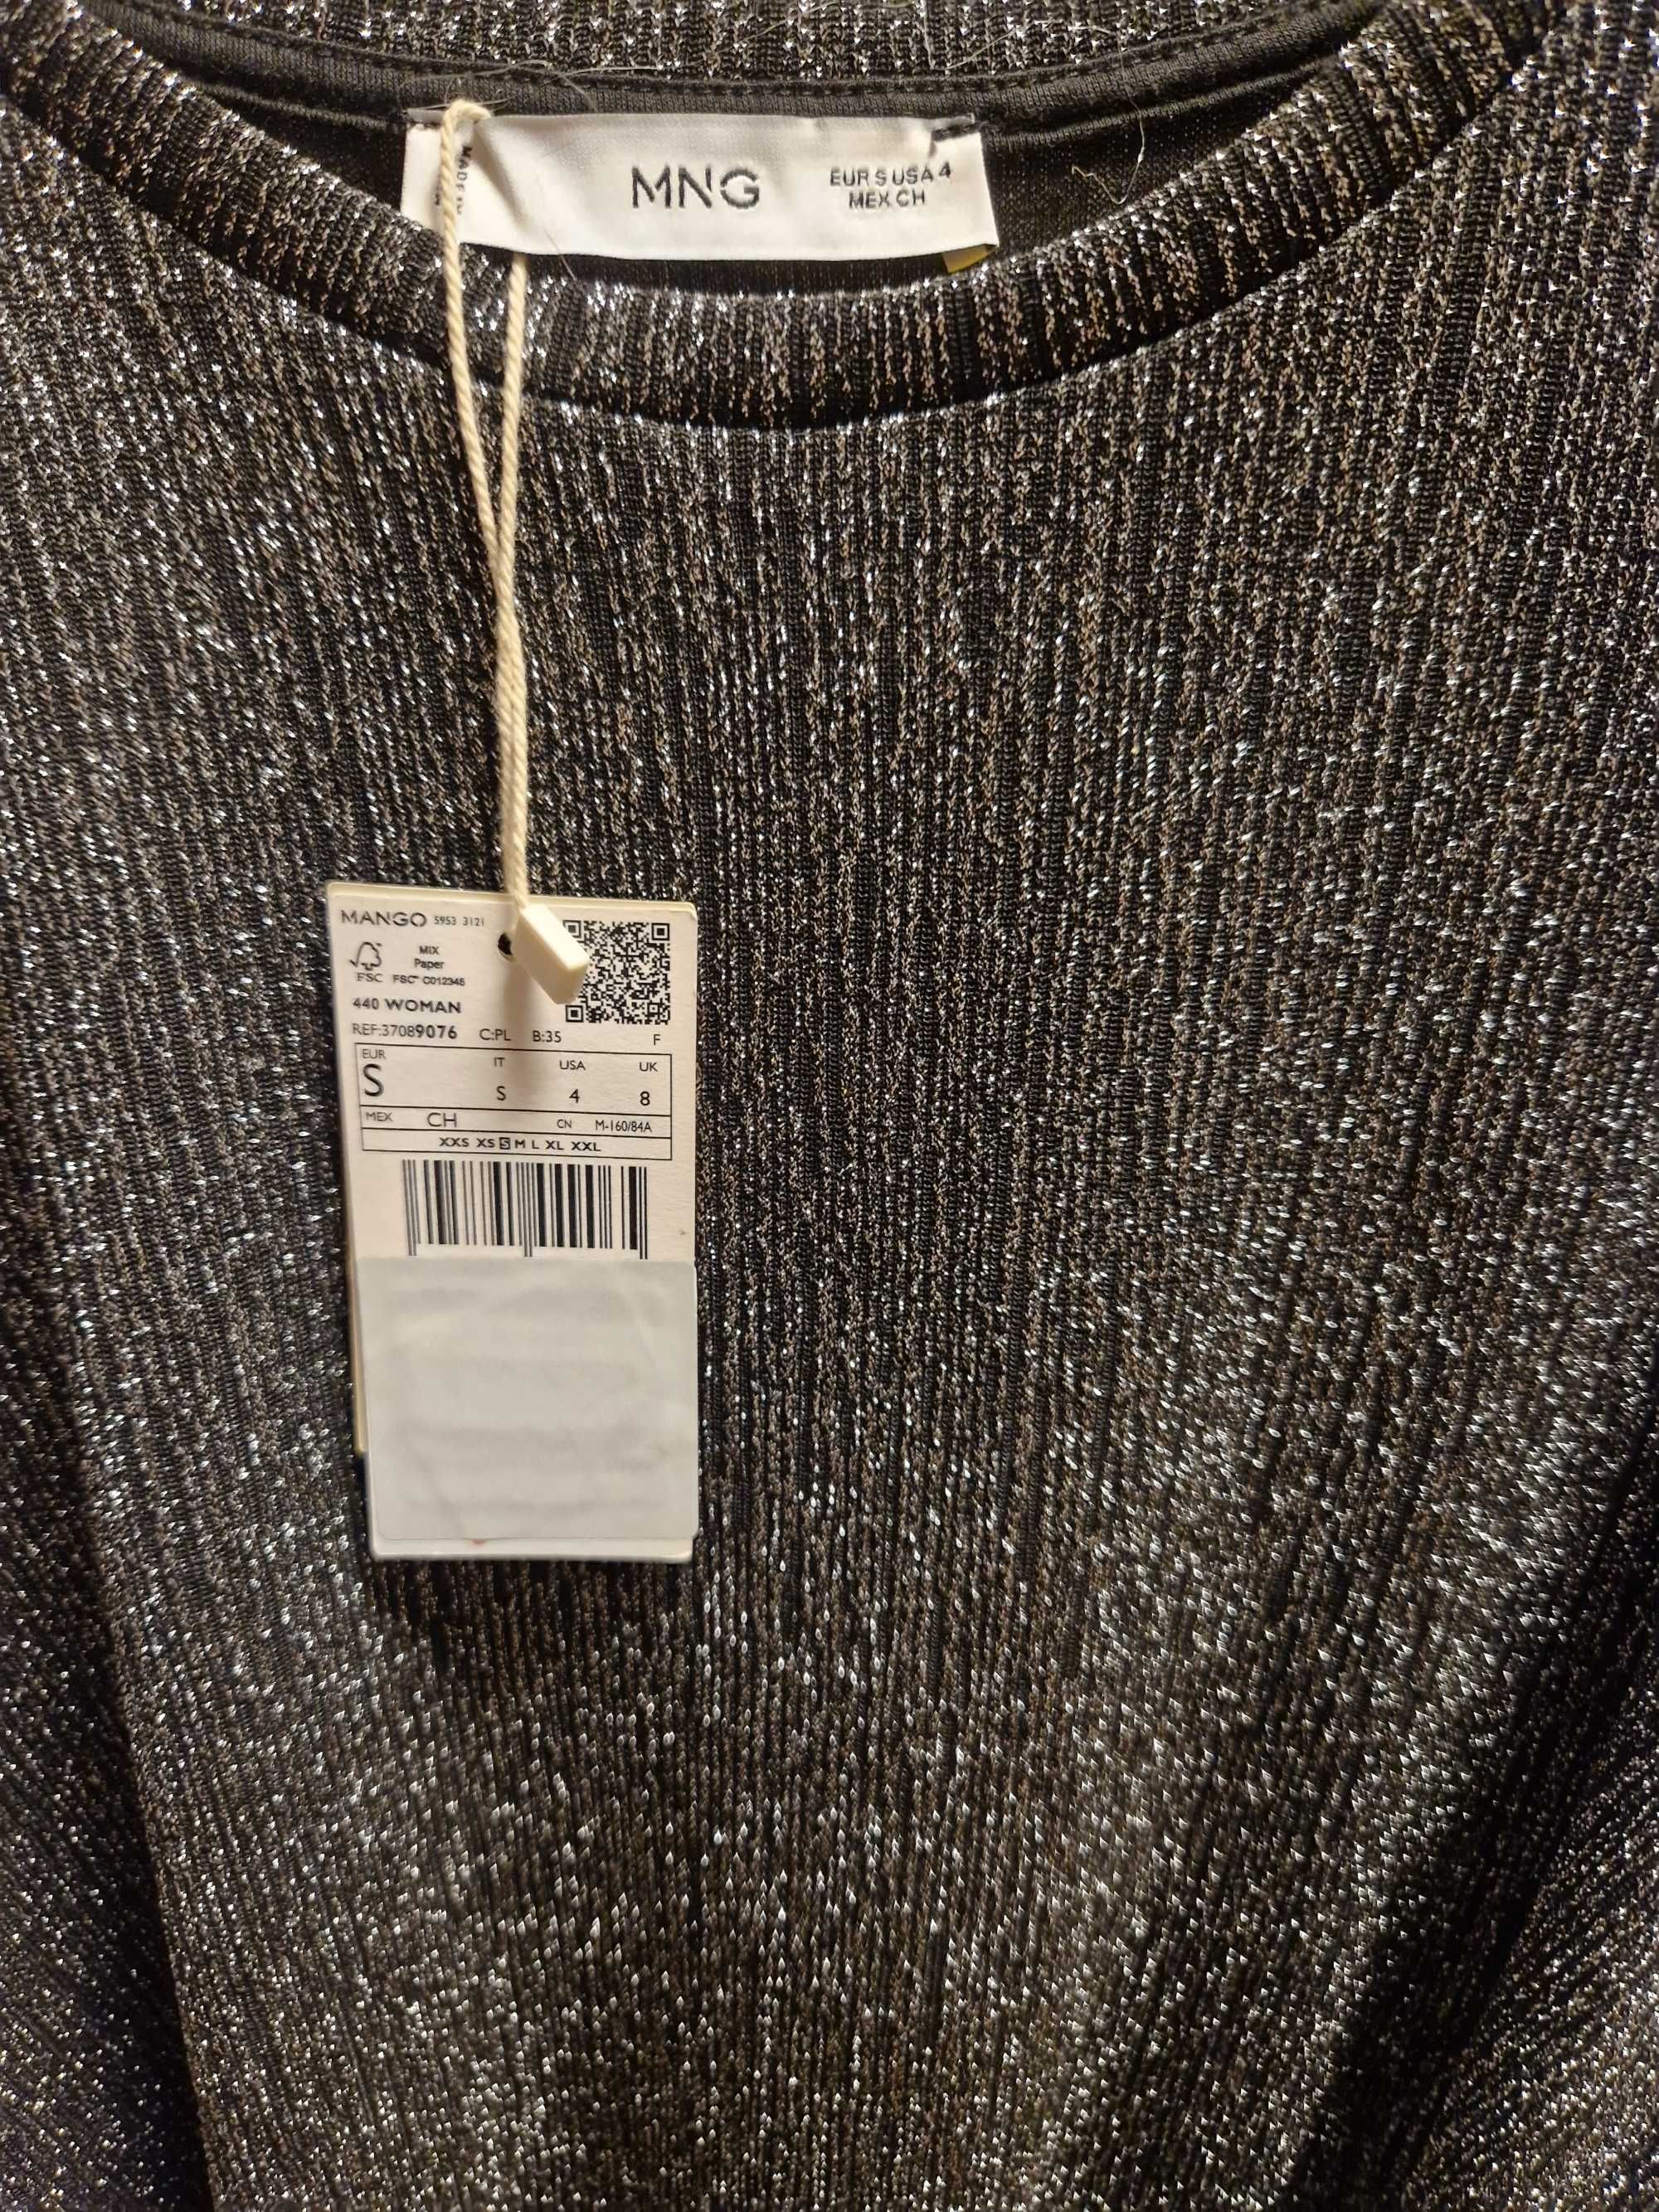 MNG
EUR S USA 4
MEX CH
MANGO 5953 3121
FSC
MIX
Paper
FSC® C012345
440 WOMAN
REF:37089076 C:PL B:35 F
EUR IT USA UK
S S 4 8
MEX CH CN M-160/84A
XXS XS S M L XL XXL